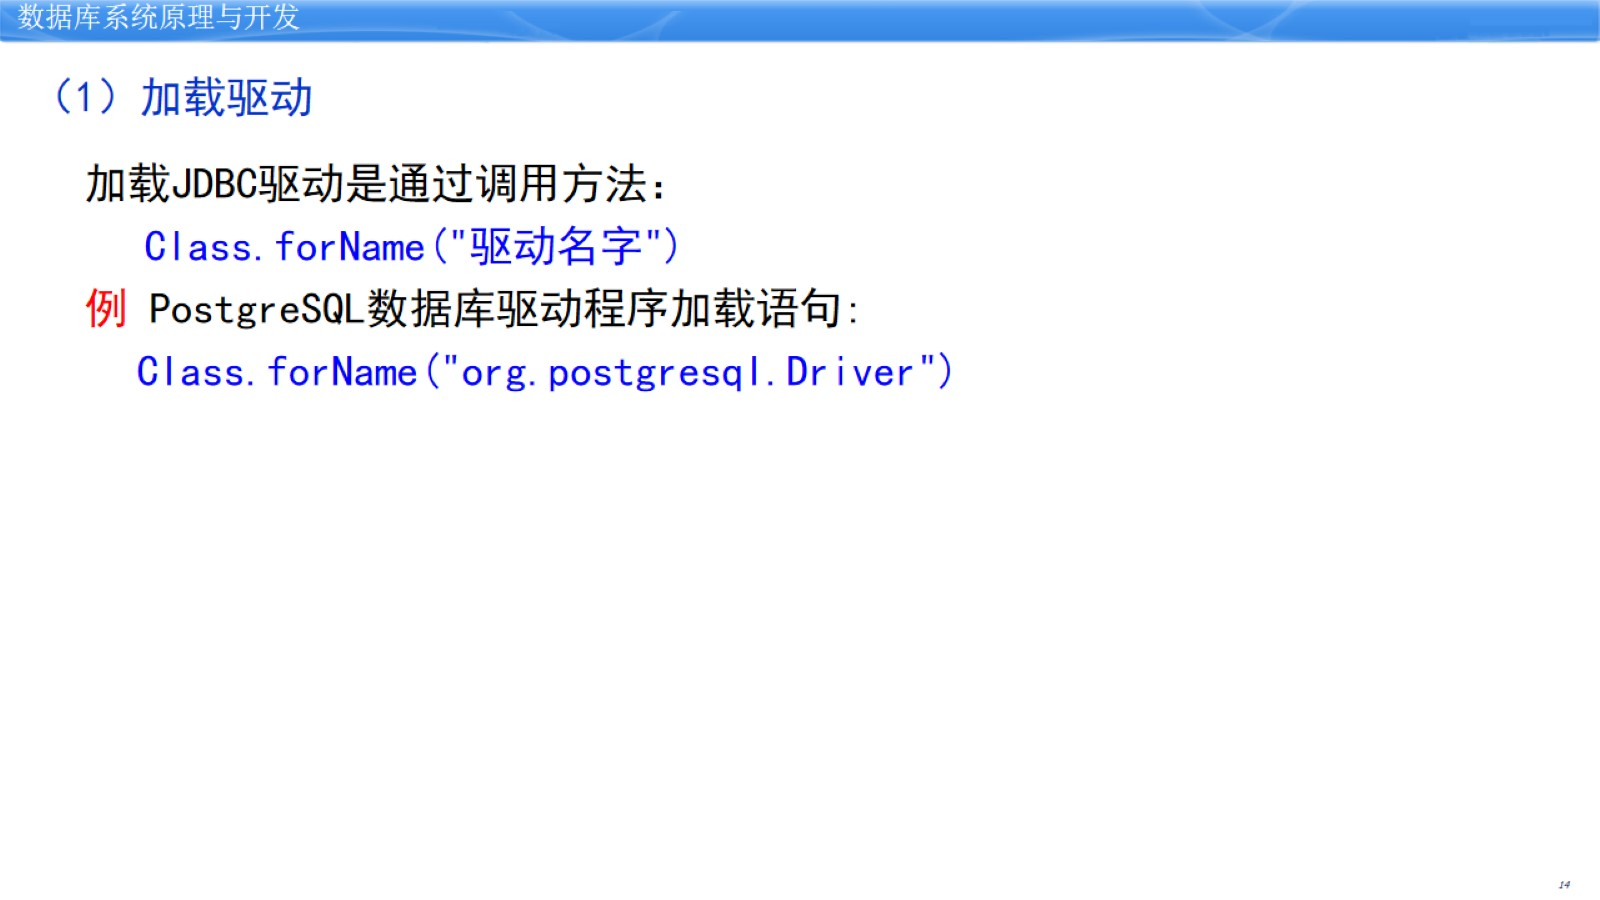 数据库系统原理与开发
（1）加载驱动
加载JDBC驱动是通过调用方法：
Class.forName("驱动名字")
例 PostgreSQL数据库驱动程序加载语句:
Class.forName("org.postgresql.Driver")
14